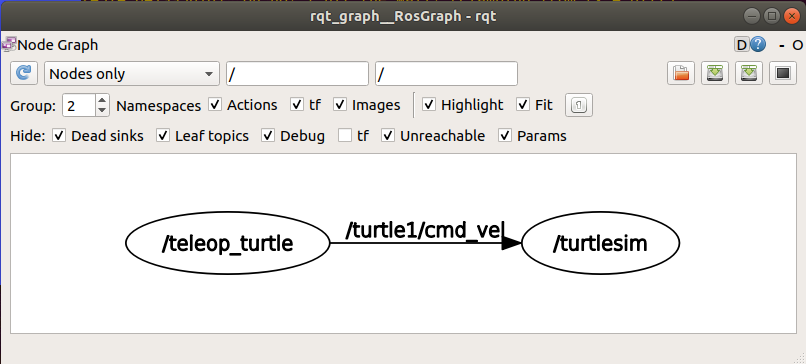 rqt_graph__RosGraph - rqt
Node Graph D ? - O
Nodes only / /
Group: 2 Namespaces Actions tf Images Highlight Fit
Hide: Dead sinks Leaf topics Debug tf Unreachable Params
/teleop_turtle /turtle1/cmd_vel /turtlesim